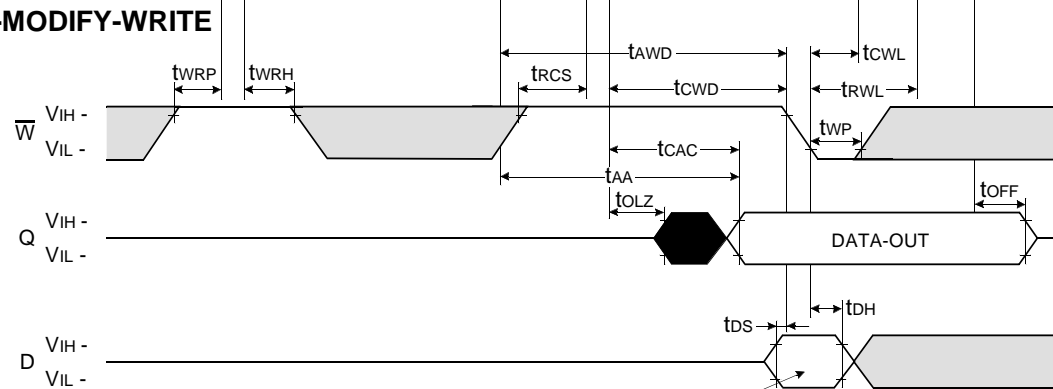 -MODIFY-WRITE
tAWD
tCWL
tWRP
tWRH
tRCS
tCWD
tRWL
W
VIH -
VIL -
tWP
tCAC
tAA
tOLZ
tOFF
Q
VIH -
VIL -
DATA-OUT
tDS
tDH
D
VIH -
VIL -